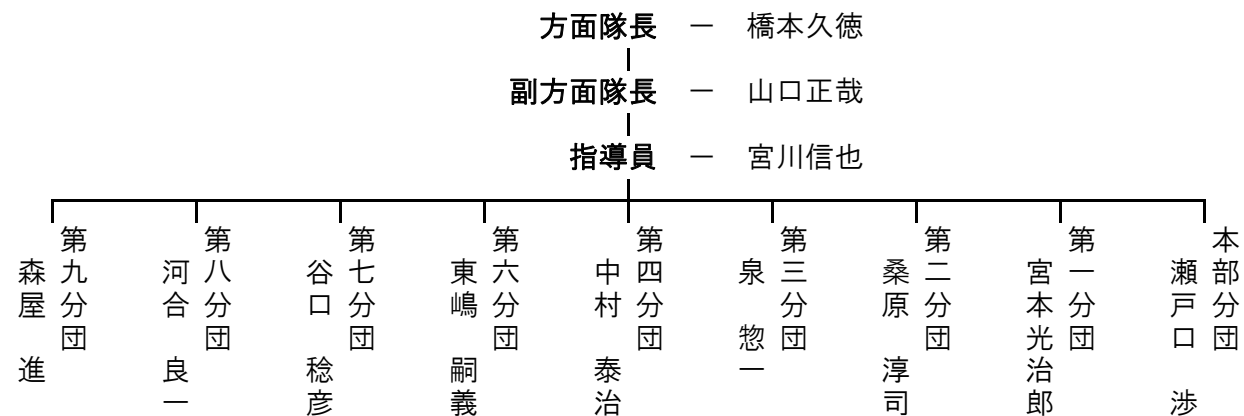 方面隊長 ― 橋本久徳
副方面隊長 ― 山口正哉
指導員 ― 宮川信也
本部分団
瀬戸口 渉
第一分団
宮本光治郎
第二分団
桑原 淳司
第三分団
泉 惣一
第四分団
中村 泰治
第六分団
東嶋 嗣義
第七分団
谷口 稔彦
第八分団
河合 良一
第九分団
森屋 進